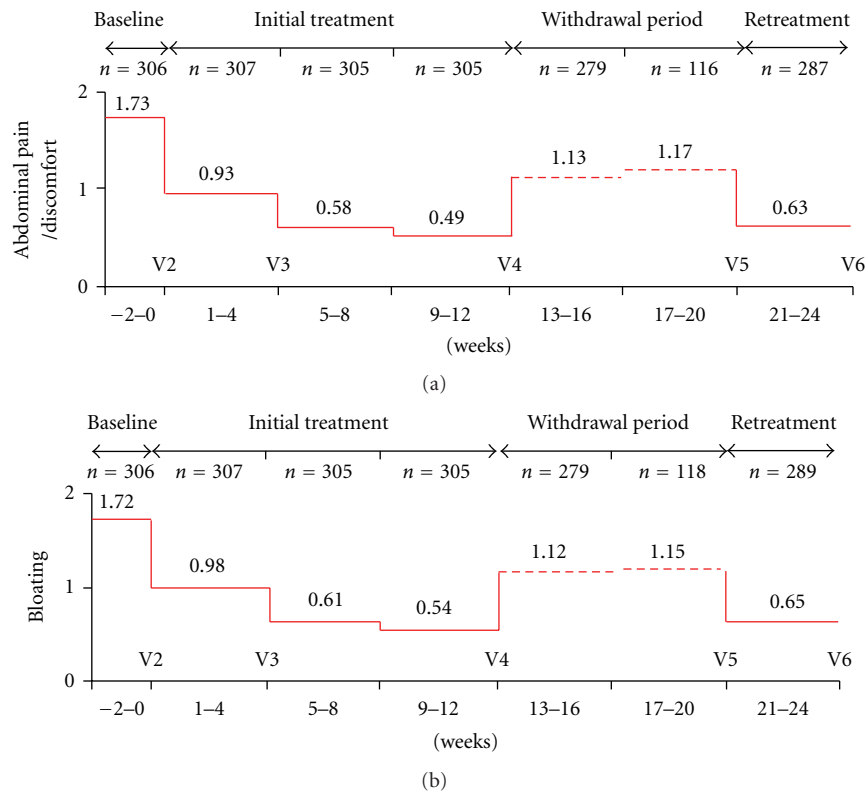 Baseline Initial treatment Withdrawal period Retreatment
n = 306 n = 307 n = 305 n = 305 n = 279 n = 116 n = 287
2
1.73
1.13 1.17
Abdominal pain
/discomfort
1
0.93
0.58 0.49 0.63
V2 V3 V4 V5 V6
0
−2–0 1–4 5–8 9–12 13–16 17–20 21–24
(weeks)
(a)
Baseline Initial treatment Withdrawal period Retreatment
n = 306 n = 307 n = 305 n = 305 n = 279 n = 118 n = 289
2
1.72
1.12 1.15
Bloating
1
0.98
0.61 0.54 0.65
V2 V3 V4 V5 V6
0
−2–0 1–4 5–8 9–12 13–16 17–20 21–24
(weeks)
(b)